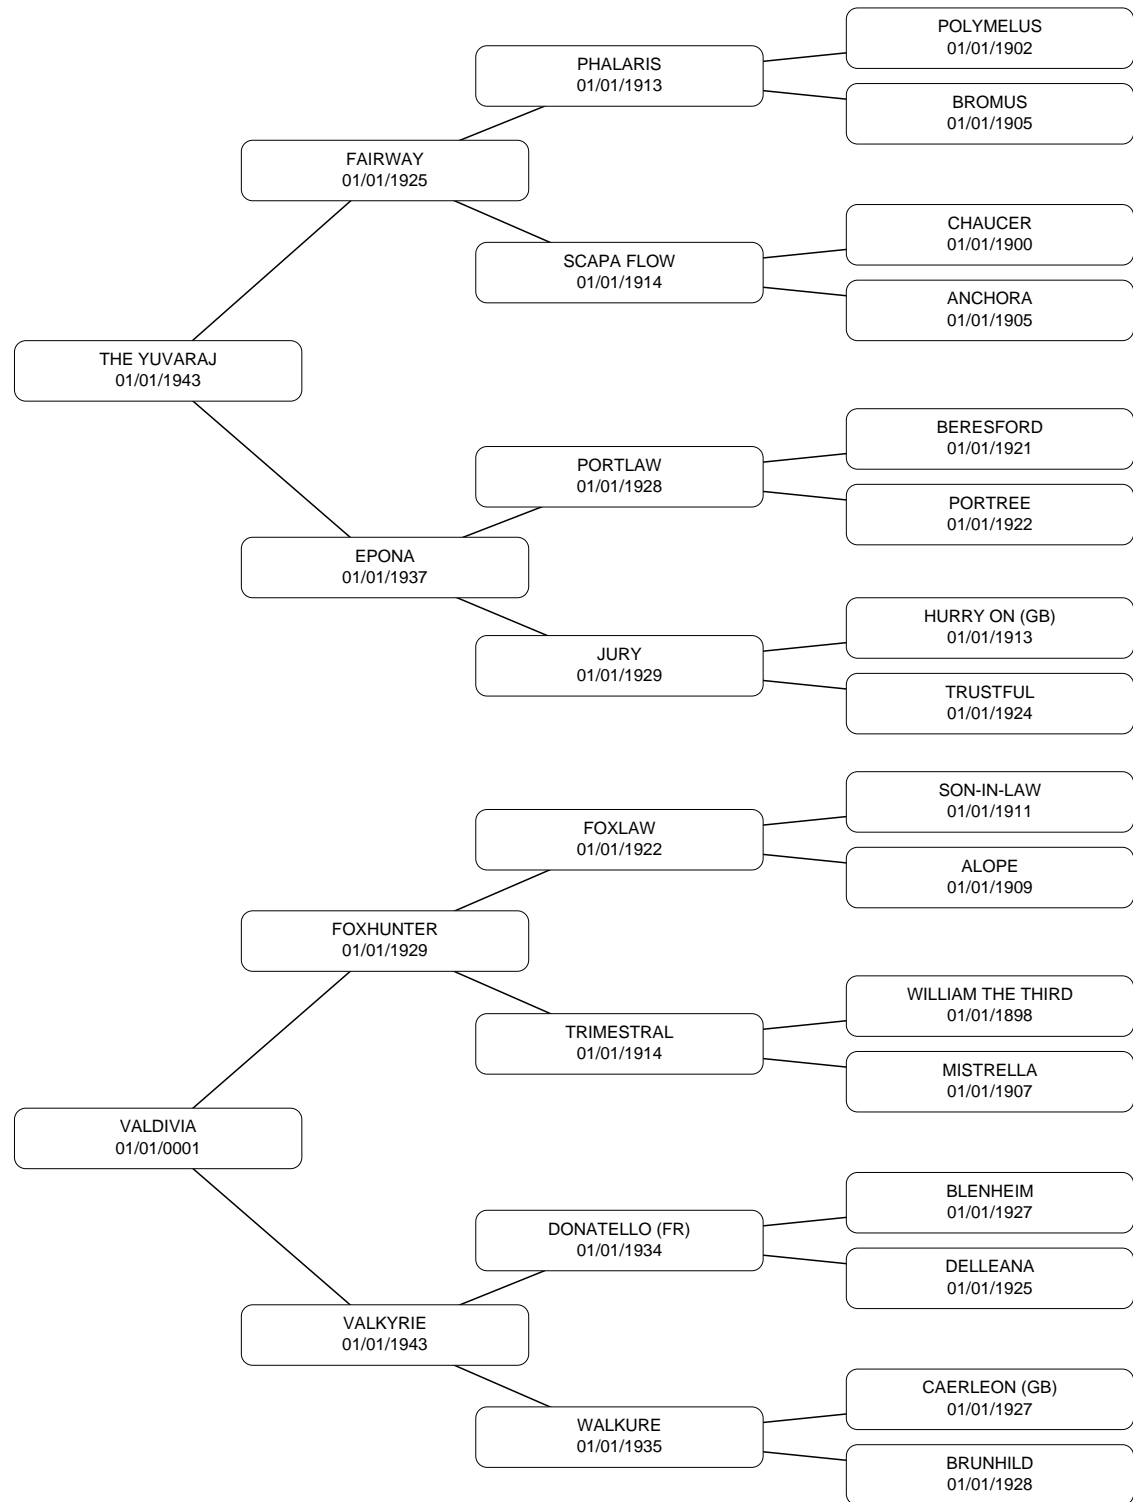 POLYMELUS
01/01/1902
PHALARIS
01/01/1913
BROMUS
01/01/1905
FAIRWAY
01/01/1925
CHAUCER
01/01/1900
SCAPA FLOW
01/01/1914
ANCHORA
01/01/1905
THE YUVARAJ
01/01/1943
BERESFORD
01/01/1921
PORTLAW
01/01/1928
PORTREE
01/01/1922
EPONA
01/01/1937
HURRY ON (GB)
01/01/1913
JURY
01/01/1929
TRUSTFUL
01/01/1924
SON-IN-LAW
01/01/1911
FOXLAW
01/01/1922
ALOPE
01/01/1909
FOXHUNTER
01/01/1929
WILLIAM THE THIRD
01/01/1898
TRIMESTRAL
01/01/1914
MISTRELLA
01/01/1907
VALDIVIA
01/01/0001
BLENHEIM
01/01/1927
DONATELLO (FR)
01/01/1934
DELLEANA
01/01/1925
VALKYRIE
01/01/1943
CAERLEON (GB)
01/01/1927
WALKURE
01/01/1935
BRUNHILD
01/01/1928